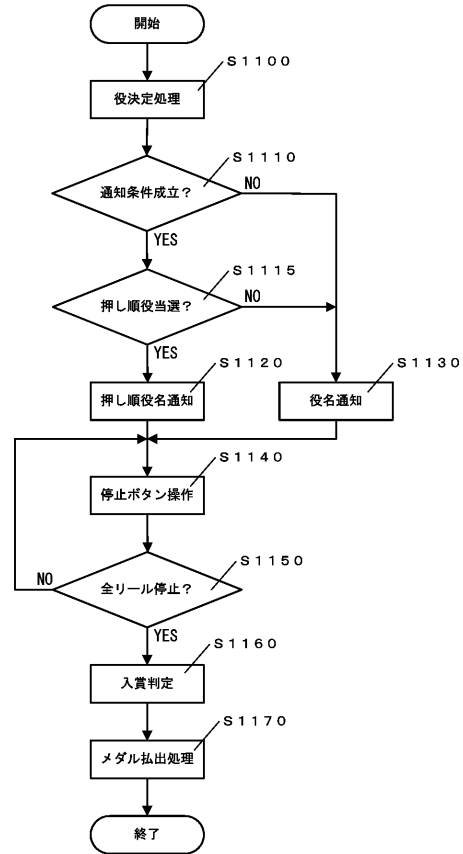 開始
S1100
役決定処理
S1110
通知条件成立?
NO
YES
S1115
押し順役当選?
NO
YES
S1120
押し順役名通知
S1130
役名通知
S1140
停止ボタン操作
S1150
全リール停止?
NO
YES
S1160
入賞判定
S1170
メダル払出処理
終了